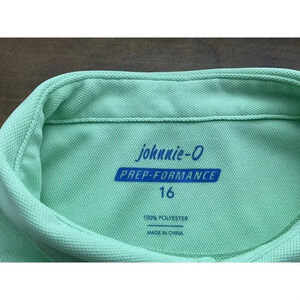 johnnie-O
PREP-FORMANCE
16
100% POLYESTER
MADE IN CHINA